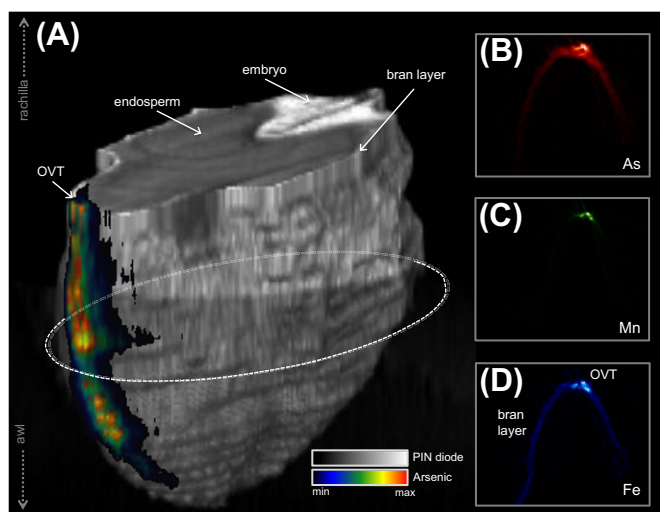 (A)
rachilla
embryo
endosperm
bran layer
OVT
awl
PIN diode
Arsenic
min
max
(B)
As
(C)
Mn
(D)
OVT
bran
layer
Fe